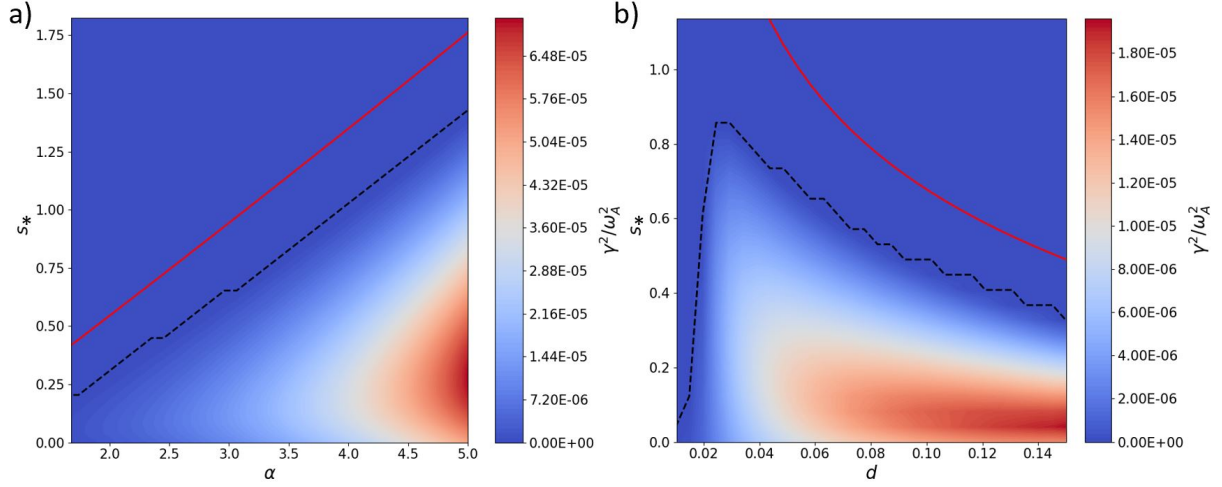 a)
1.75
1.50
1.25
1.00
0.75
0.50
0.25
0.00
s*
2.0 2.5 3.0 3.5 4.0 4.5 5.0
α
6.48E-05
5.76E-05
5.04E-05
4.32E-05
3.60E-05
2.88E-05
2.16E-05
1.44E-05
7.20E-06
0.00E+00
γ²/ω_A²
b)
1.0
0.8
0.6
0.4
0.2
0.0
s*
0.02 0.04 0.06 0.08 0.10 0.12 0.14
d
1.80E-05
1.60E-05
1.40E-05
1.20E-05
1.00E-05
8.00E-06
6.00E-06
4.00E-06
2.00E-06
0.00E+00
γ²/ω_A²